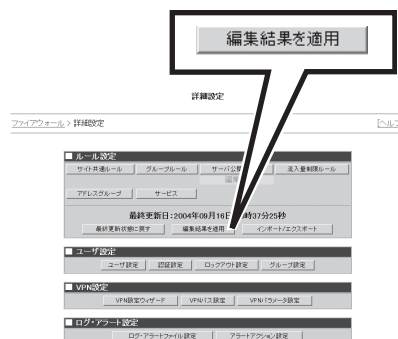 編集結果を適用
詳細設定
ファイアウォール > 詳細設定
[ヘルプ
■ ルール設定
サイト共通ルール グループルール サーバ公開 流入量制限ルール
アドレスグループ サービス
最終更新日:2004年09月16日 時37分25秒
最終更新状態に戻す 編集結果を適用 インポート/エクスポート
■ ユーザ設定
ユーザ設定 認証設定 ロックアウト設定 グループ設定
■ VPN設定
VPN設定ウィザード VPNパス設定 VPNパラメータ設定
■ ログ・アラート設定
ログ・アラートファイル設定 アラートアクション設定